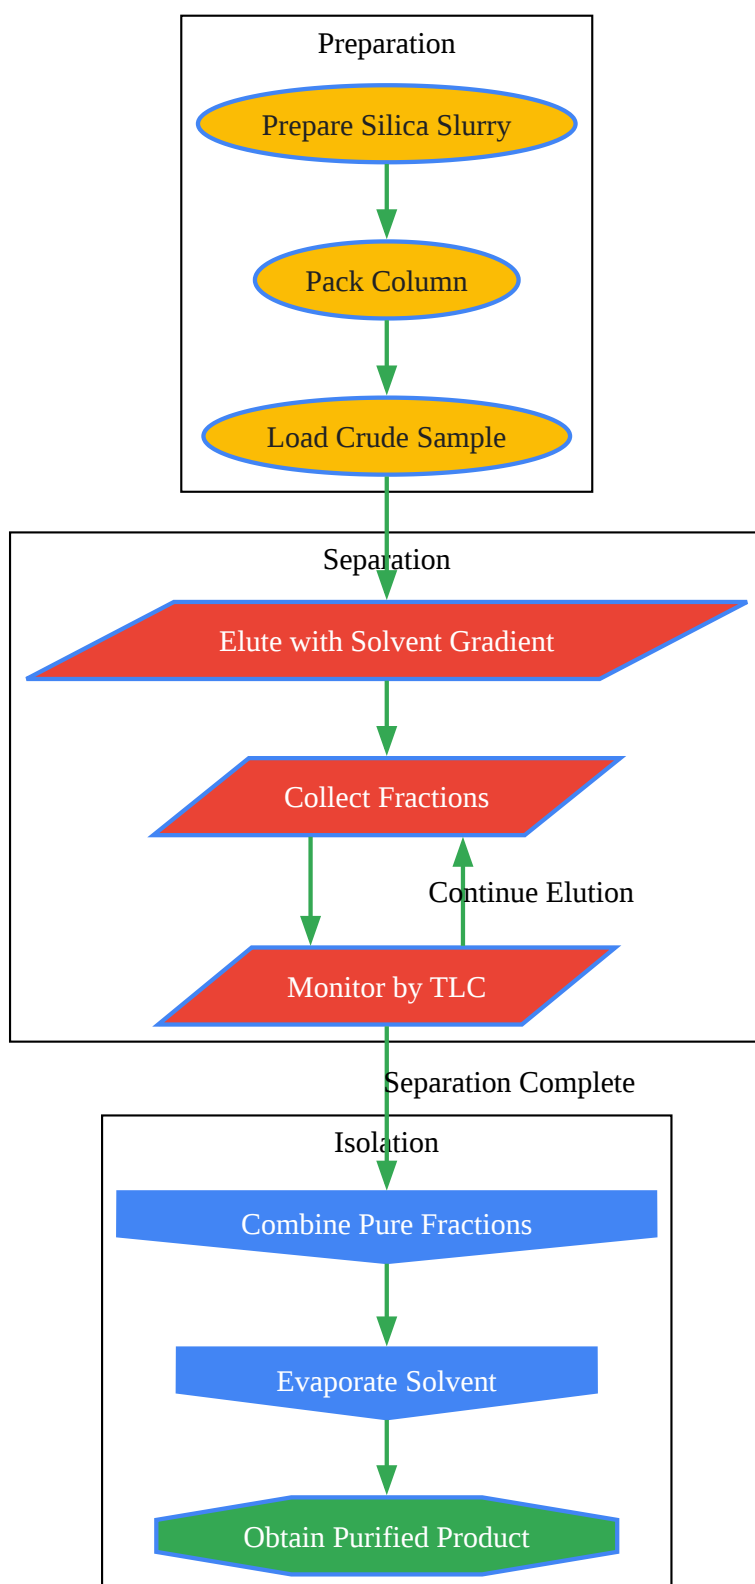 Preparation
Prepare Silica Slurry
Pack Column
Load Crude Sample
Separation
Elute with Solvent Gradient
Collect Fractions
Continue Elution
Monitor by TLC
Separation Complete
Isolation
Combine Pure Fractions
Evaporate Solvent
Obtain Purified Product